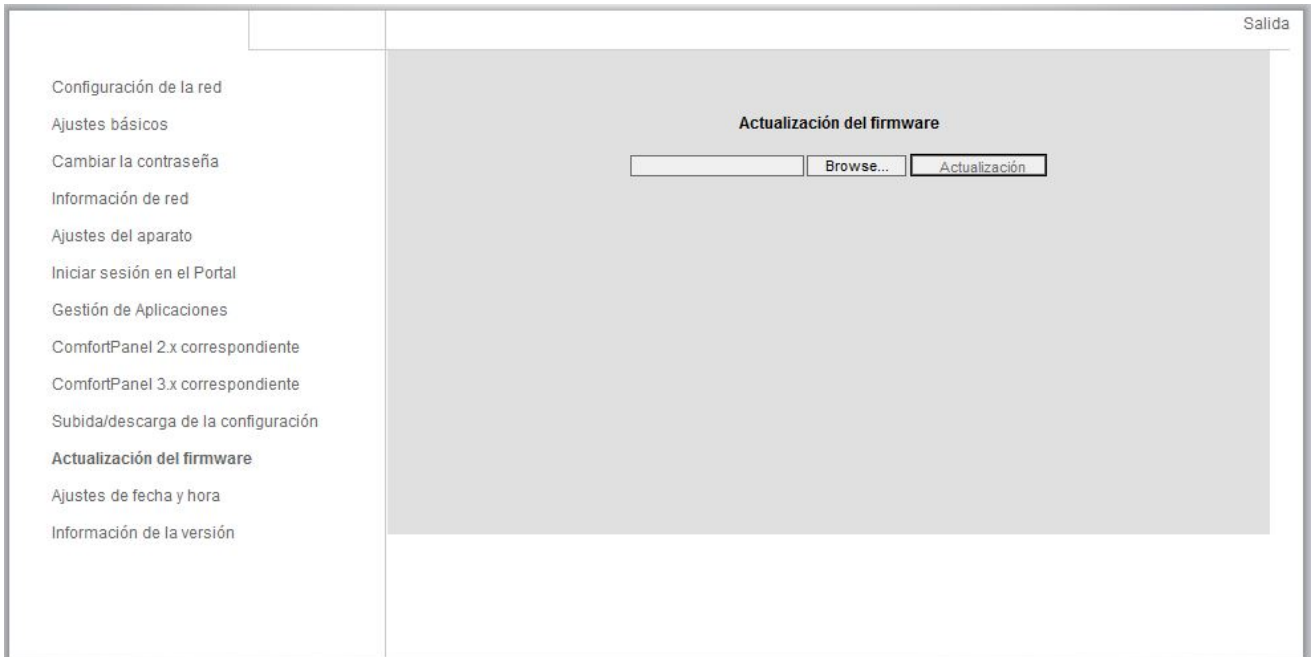 Salida
Configuración de la red
Ajustes básicos
Cambiar la contraseña
Información de red
Ajustes del aparato
Iniciar sesión en el Portal
Gestión de Aplicaciones
ComfortPanel 2.x correspondiente
ComfortPanel 3.x correspondiente
Subida/descarga de la configuración
Actualización del firmware
Ajustes de fecha y hora
Información de la versión
Actualización del firmware
Browse... Actualización